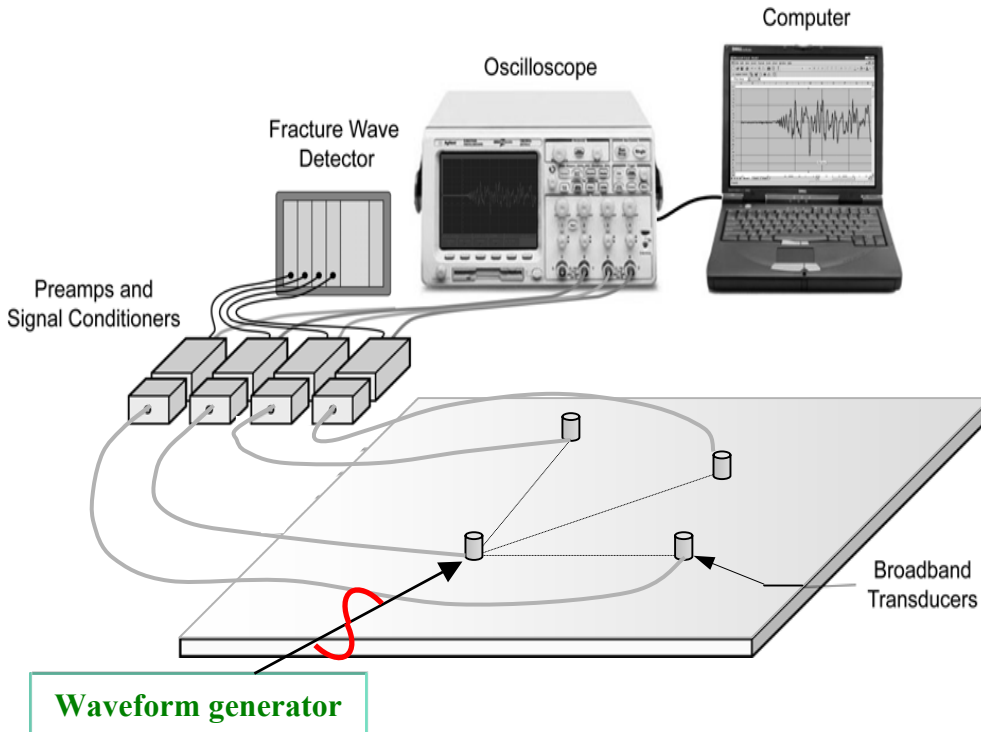 Computer
Oscilloscope
Fracture Wave
Detector
Preamps and
Signal Conditioners
Broadband
Transducers
Waveform generator